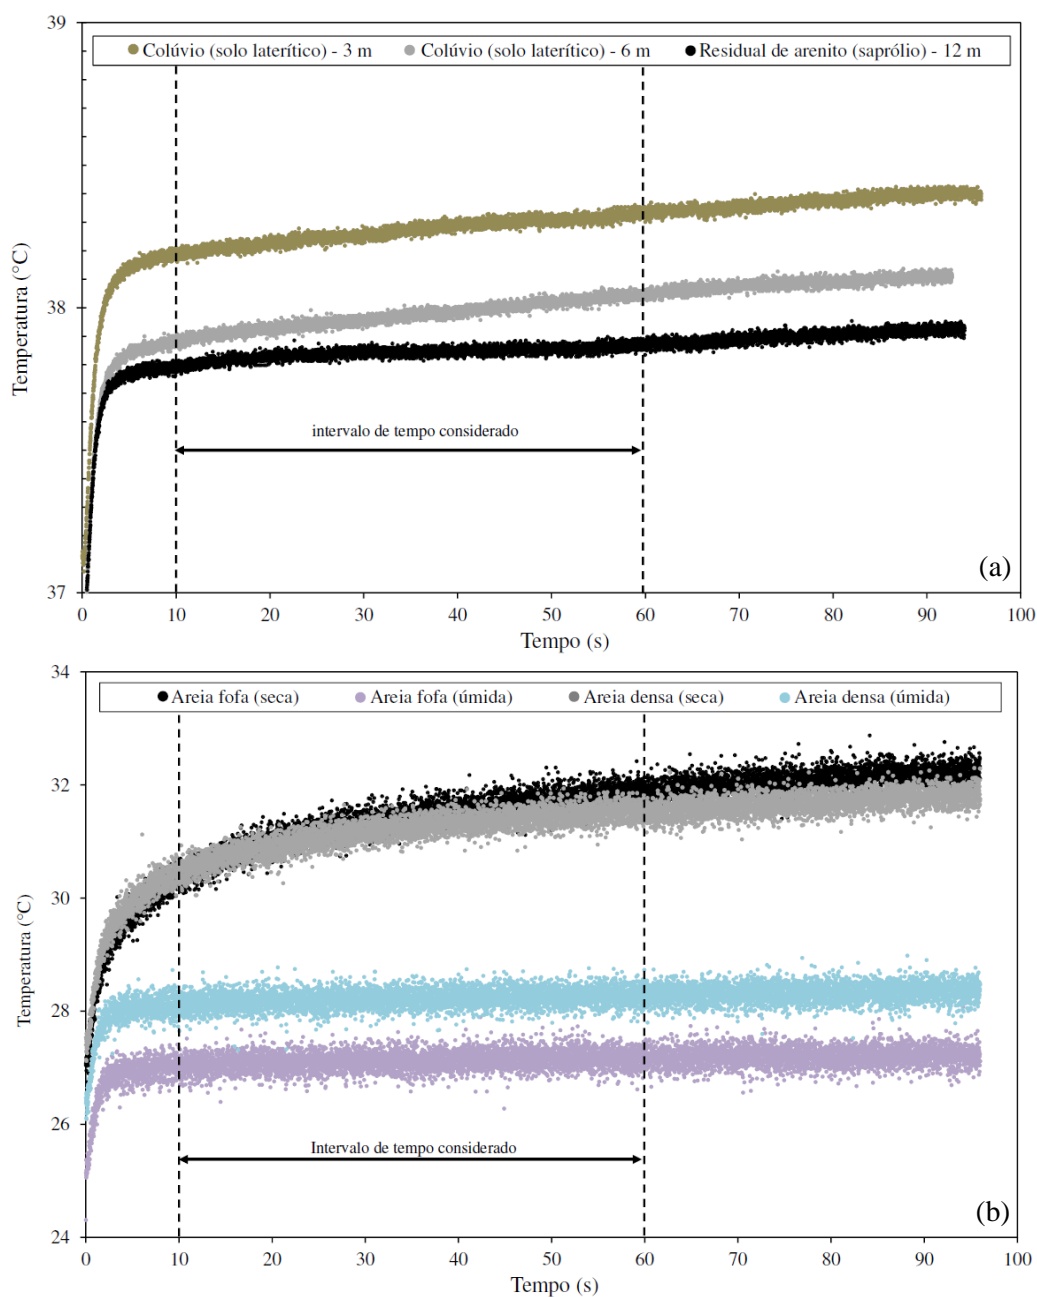 39
Colúvio (solo laterítico) - 3 m Colúvio (solo laterítico) - 6 m Residual de arenito (saprólio) - 12 m
Temperatura (°C)
38
intervalo de tempo considerado
(a)
37
0 10 20 30 40 50 60 70 80 90 100
Tempo (s)
34
Areia fofa (seca) Areia fofa (úmida) Areia densa (seca) Areia densa (úmida)
32
30
Temperatura (°C)
28
26
Intervalo de tempo considerado
(b)
24
0 10 20 30 40 50 60 70 80 90 100
Tempo (s)